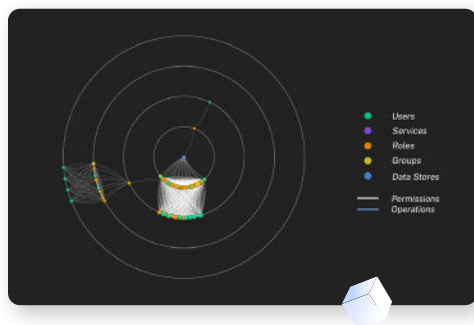 Users
Services
Roles
Groups
Data Stores
Permissions
Operations